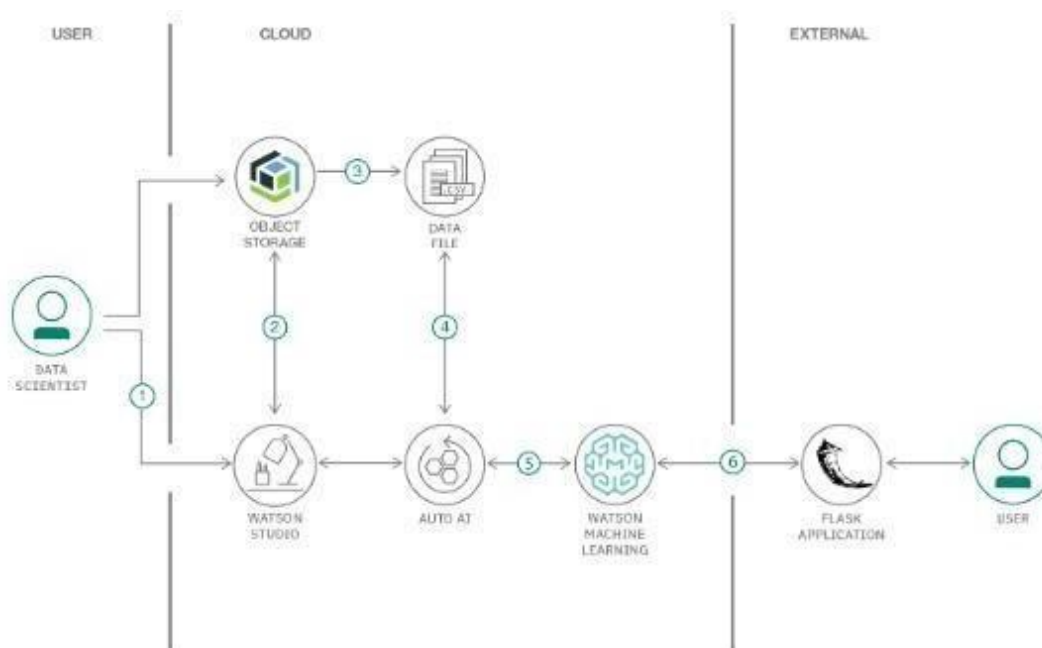 USER
CLOUD
EXTERNAL
3
.CSV
OBJECT
STORAGE
DATA
FILE
2
4
DATA
SCIENTIST
1
5
6
WATSON
STUDIO
AUTO AI
WATSON
MACHINE
LEARNING
FLASK
APPLICATION
USER